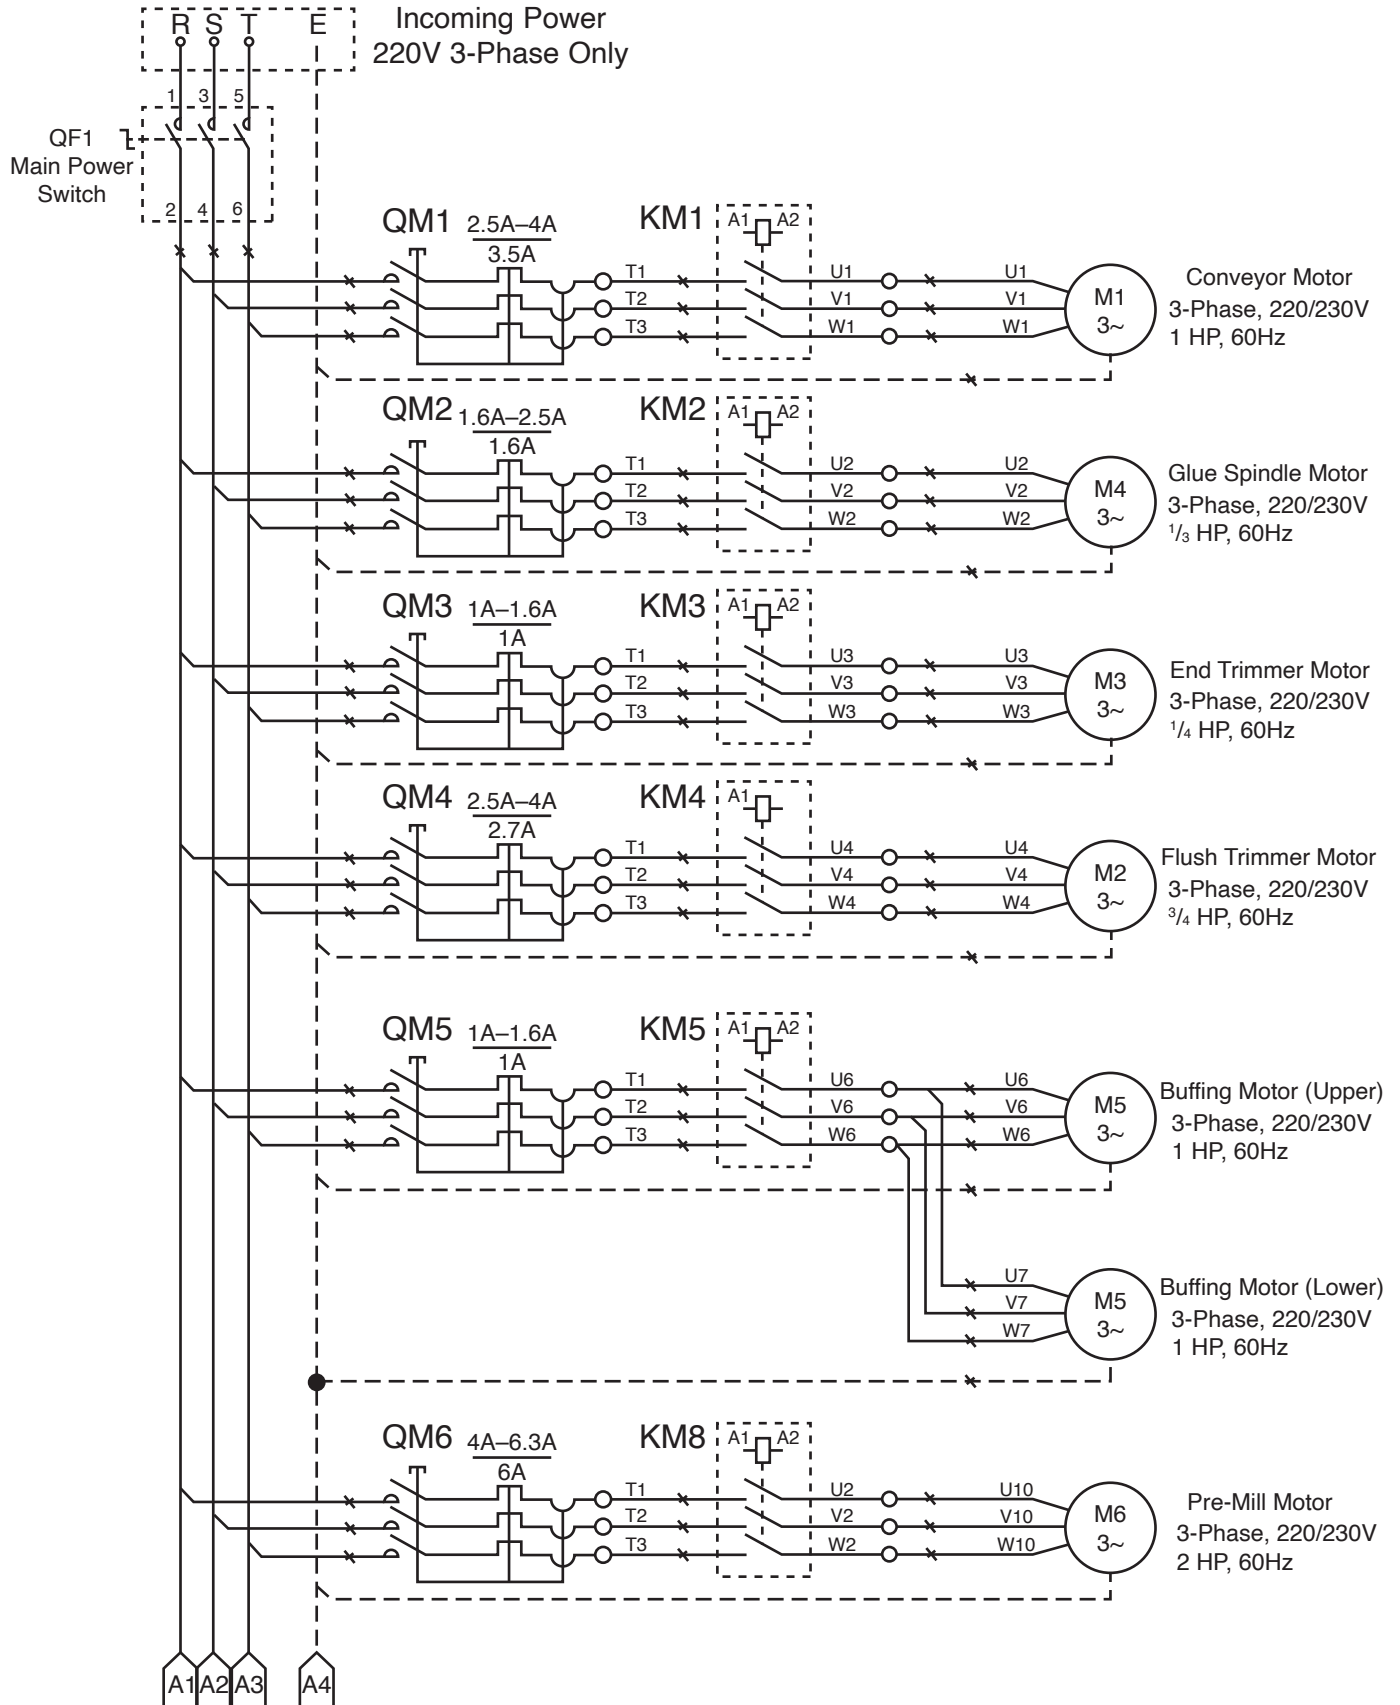 R S T E
Incoming Power
220V 3-Phase Only
1 3 5
QF1
Main Power
Switch
2 4 6
QM1 2.5A–4A
3.5A
KM1 A1 A2
T1 U1 U1
T2 V1 V1
T3 W1 W1
M1
3~
Conveyor Motor
3-Phase, 220/230V
1 HP, 60Hz
QM2 1.6A–2.5A
1.6A
KM2 A1 A2
T1 U2 U2
T2 V2 V2
T3 W2 W2
M4
3~
Glue Spindle Motor
3-Phase, 220/230V
1/3 HP, 60Hz
QM3 1A–1.6A
1A
KM3 A1 A2
T1 U3 U3
T2 V3 V3
T3 W3 W3
M3
3~
End Trimmer Motor
3-Phase, 220/230V
1/4 HP, 60Hz
QM4 2.5A–4A
2.7A
KM4 A1
T1 U4 U4
T2 V4 V4
T3 W4 W4
M2
3~
Flush Trimmer Motor
3-Phase, 220/230V
3/4 HP, 60Hz
QM5 1A–1.6A
1A
KM5 A1 A2
T1 U6 U6
T2 V6 V6
T3 W6 W6
M5
3~
Buffing Motor (Upper)
3-Phase, 220/230V
1 HP, 60Hz
U7
V7
W7
M5
3~
Buffing Motor (Lower)
3-Phase, 220/230V
1 HP, 60Hz
QM6 4A–6.3A
6A
KM8 A1 A2
T1 U2 U10
T2 V2 V10
T3 W2 W10
M6
3~
Pre-Mill Motor
3-Phase, 220/230V
2 HP, 60Hz
A1 A2 A3 A4